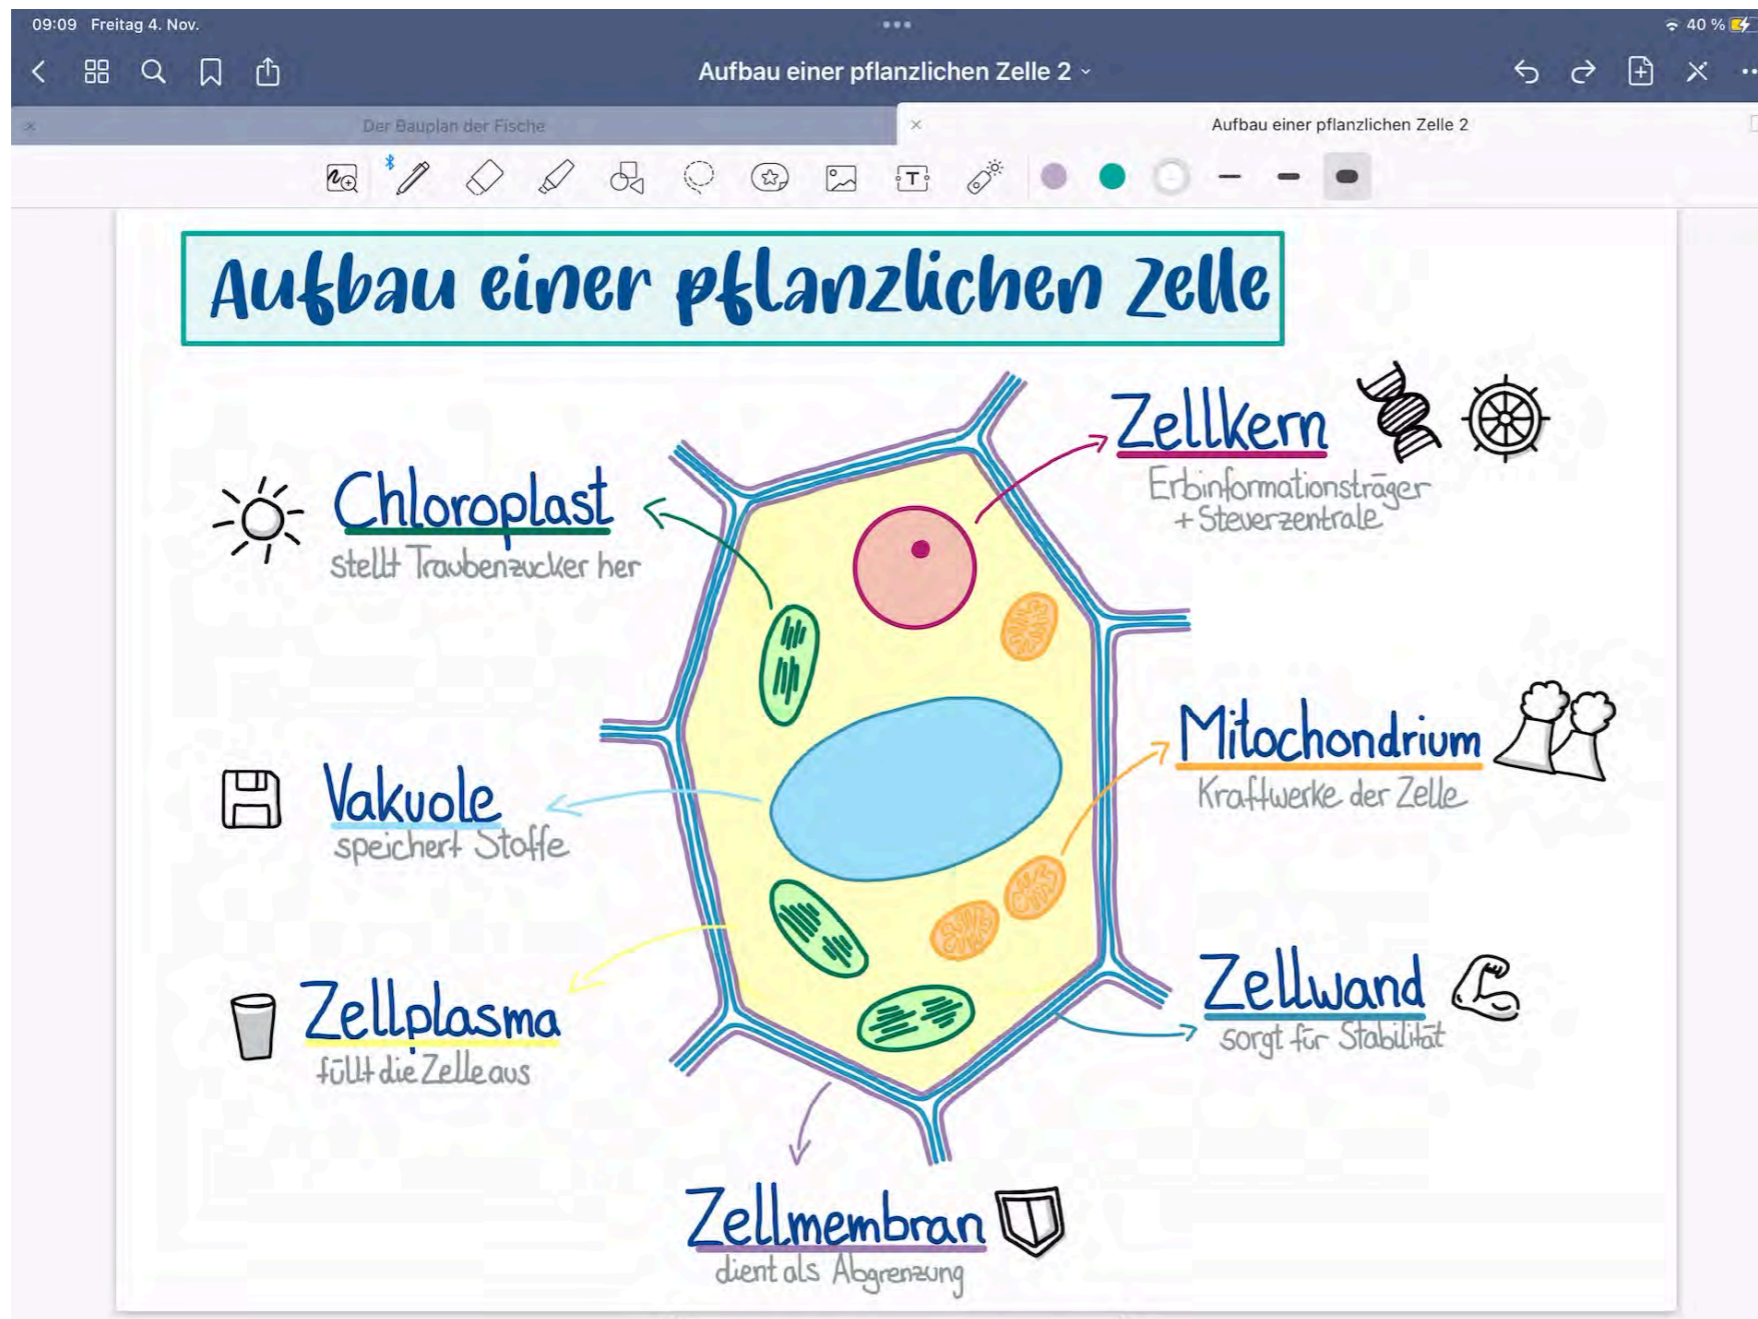 09:09 Freitag 4. Nov.
40 %
Aufbau einer pflanzlichen Zelle 2
Der Bauplan der Fische
Aufbau einer pflanzlichen Zelle 2
T
Aufbau einer pflanzlichen Zelle
Zellkern
Erbinformationsträger
+ Steuerzentrale
Chloroplast
stellt Traubenzucker her
Mitochondrium
Kraftwerke der Zelle
Vakuole
speichert Stoffe
Zellwand
sorgt für Stabilität
Zellplasma
füllt die Zelle aus
Zellmembran
dient als Abgrenzung